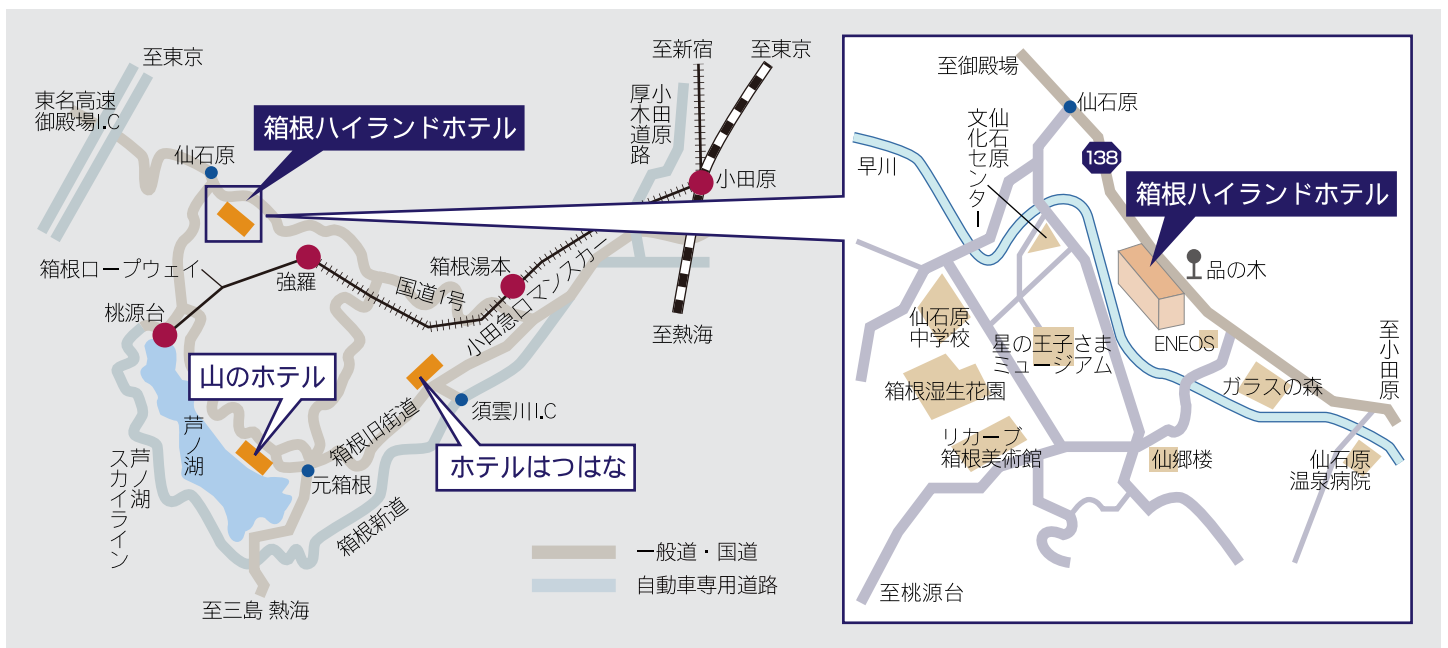 至東京
東名高速
御殿場I.C
仙石原
箱根ハイランドホテル
至新宿
至東京
小田原
厚木道路
小田原
箱根ロープウェイ
強羅
国道1号
箱根湯本
小田急ロマンスカー
至熱海
桃源台
山のホテル
芦ノ湖
芦ノ湖
スカイライン
箱根旧街道
須雲川I.C
ホテルはつはな
元箱根
箱根新道
至三島 熱海
一般道・国道
自動車専用道路
至御殿場
仙石原
仙石原
文化センター
早川
138
箱根ハイランドホテル
品の木
仙石原
中学校
星の王子さま
ミュージアム
ENEOS
至小田原
箱根湿生花園
ガラスの森
リカーブ
箱根美術館
仙郷楼
仙石原
温泉病院
至桃源台